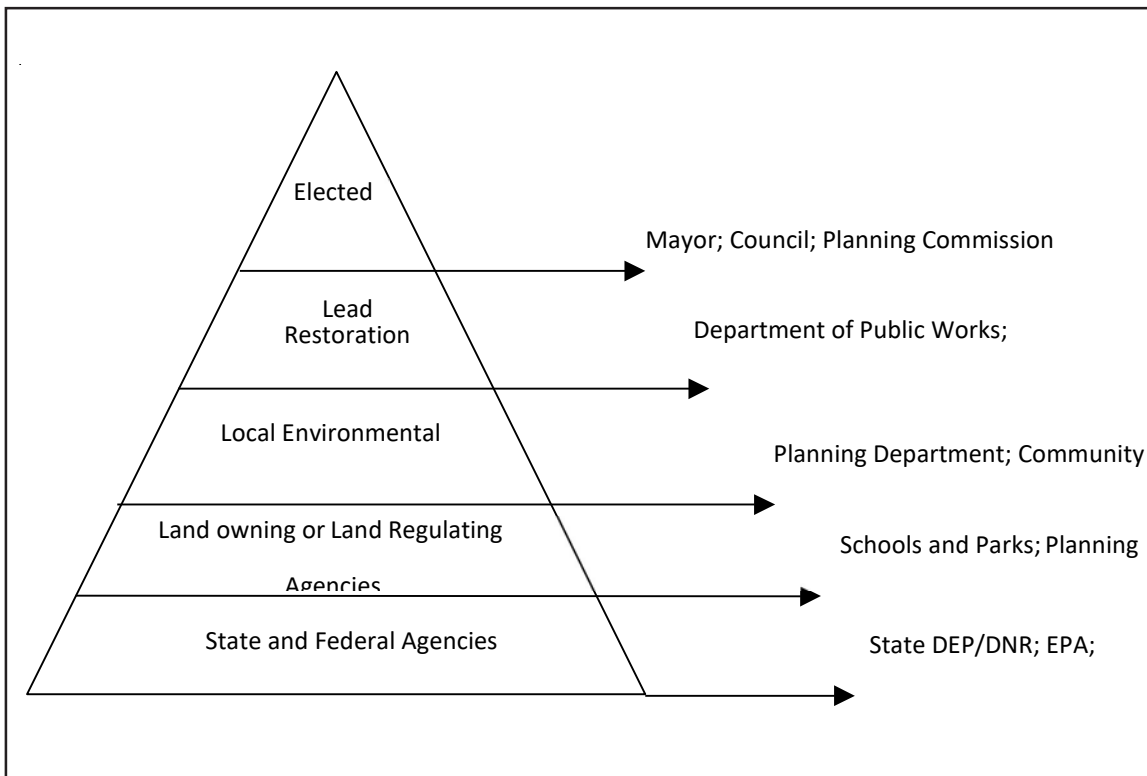 Elected
Mayor; Council; Planning Commission
Lead
Restoration
Department of Public Works;
Local Environmental
Planning Department; Community
Land owning or Land Regulating
Agencies
Schools and Parks; Planning
State and Federal Agencies
State DEP/DNR; EPA;